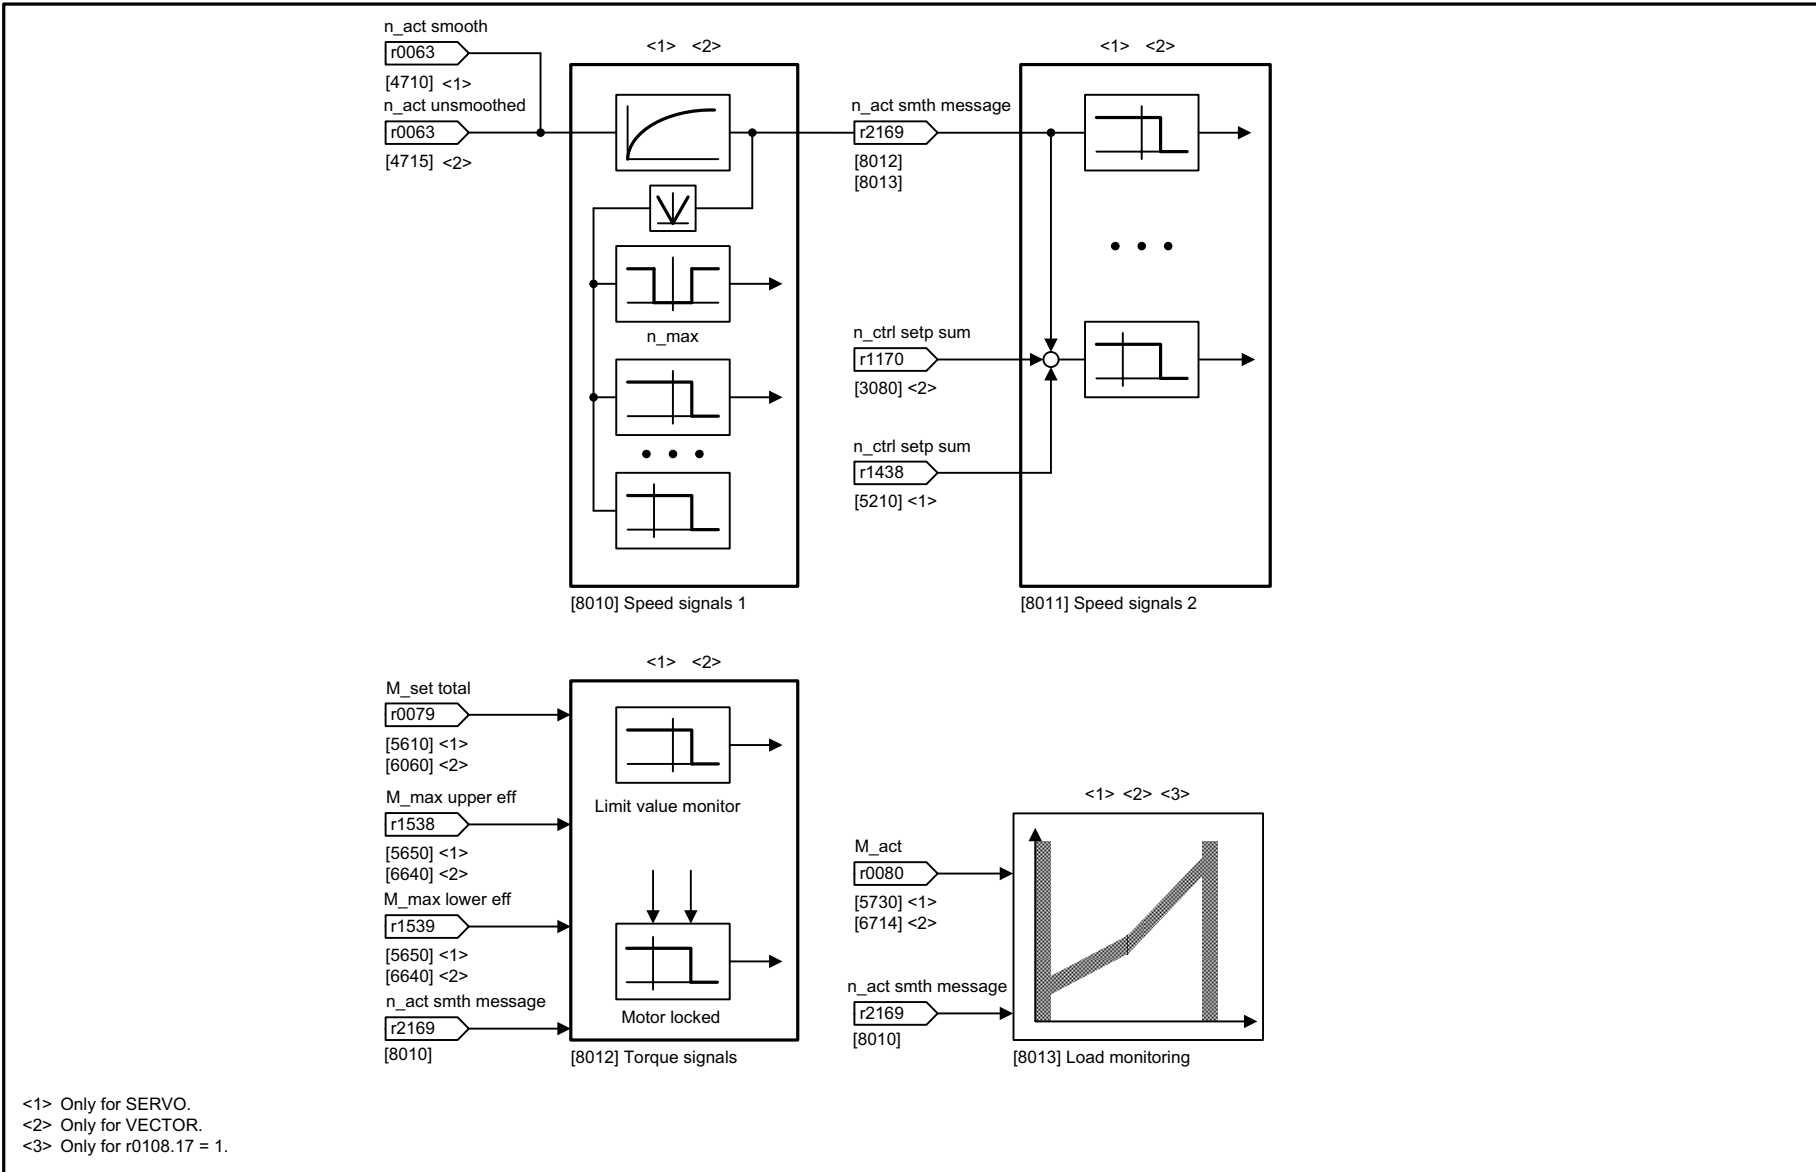 n_act smooth
r0063
[4710] <1>
n_act unsmoothed
r0063
[4715] <2>
<1> <2>
n_max
[8010] Speed signals 1
n_act smth message
r2169
[8012]
[8013]
n_ctrl setp sum
r1170
[3080] <2>
n_ctrl setp sum
r1438
[5210] <1>
<1> <2>
[8011] Speed signals 2
M_set total
r0079
[5610] <1>
[6060] <2>
M_max upper eff
r1538
[5650] <1>
[6640] <2>
M_max lower eff
r1539
[5650] <1>
[6640] <2>
n_act smth message
r2169
[8010]
<1> <2>
Limit value monitor
Motor locked
[8012] Torque signals
M_act
r0080
[5730] <1>
[6714] <2>
n_act smth message
r2169
[8010]
<1> <2> <3>
[8013] Load monitoring
<1> Only for SERVO.
<2> Only for VECTOR.
<3> Only for r0108.17 = 1.